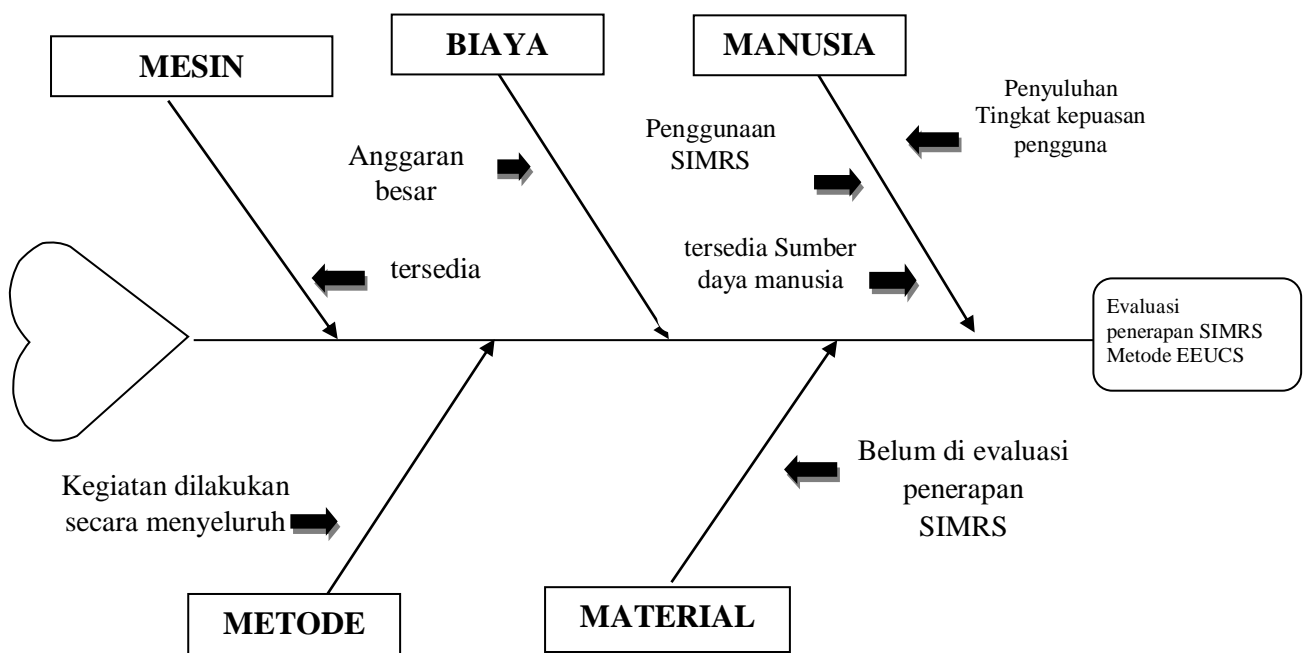 MESIN
BIAYA
MANUSIA
Penyuluhan
Tingkat kepuasan
pengguna
Penggunaan
SIMRS
Anggaran
besar
tersedia
tersedia Sumber
daya manusia
Evaluasi
penerapan SIMRS
Metode EEUCS
Kegiatan dilakukan
secara menyeluruh
Belum di evaluasi
penerapan
SIMRS
METODE
MATERIAL